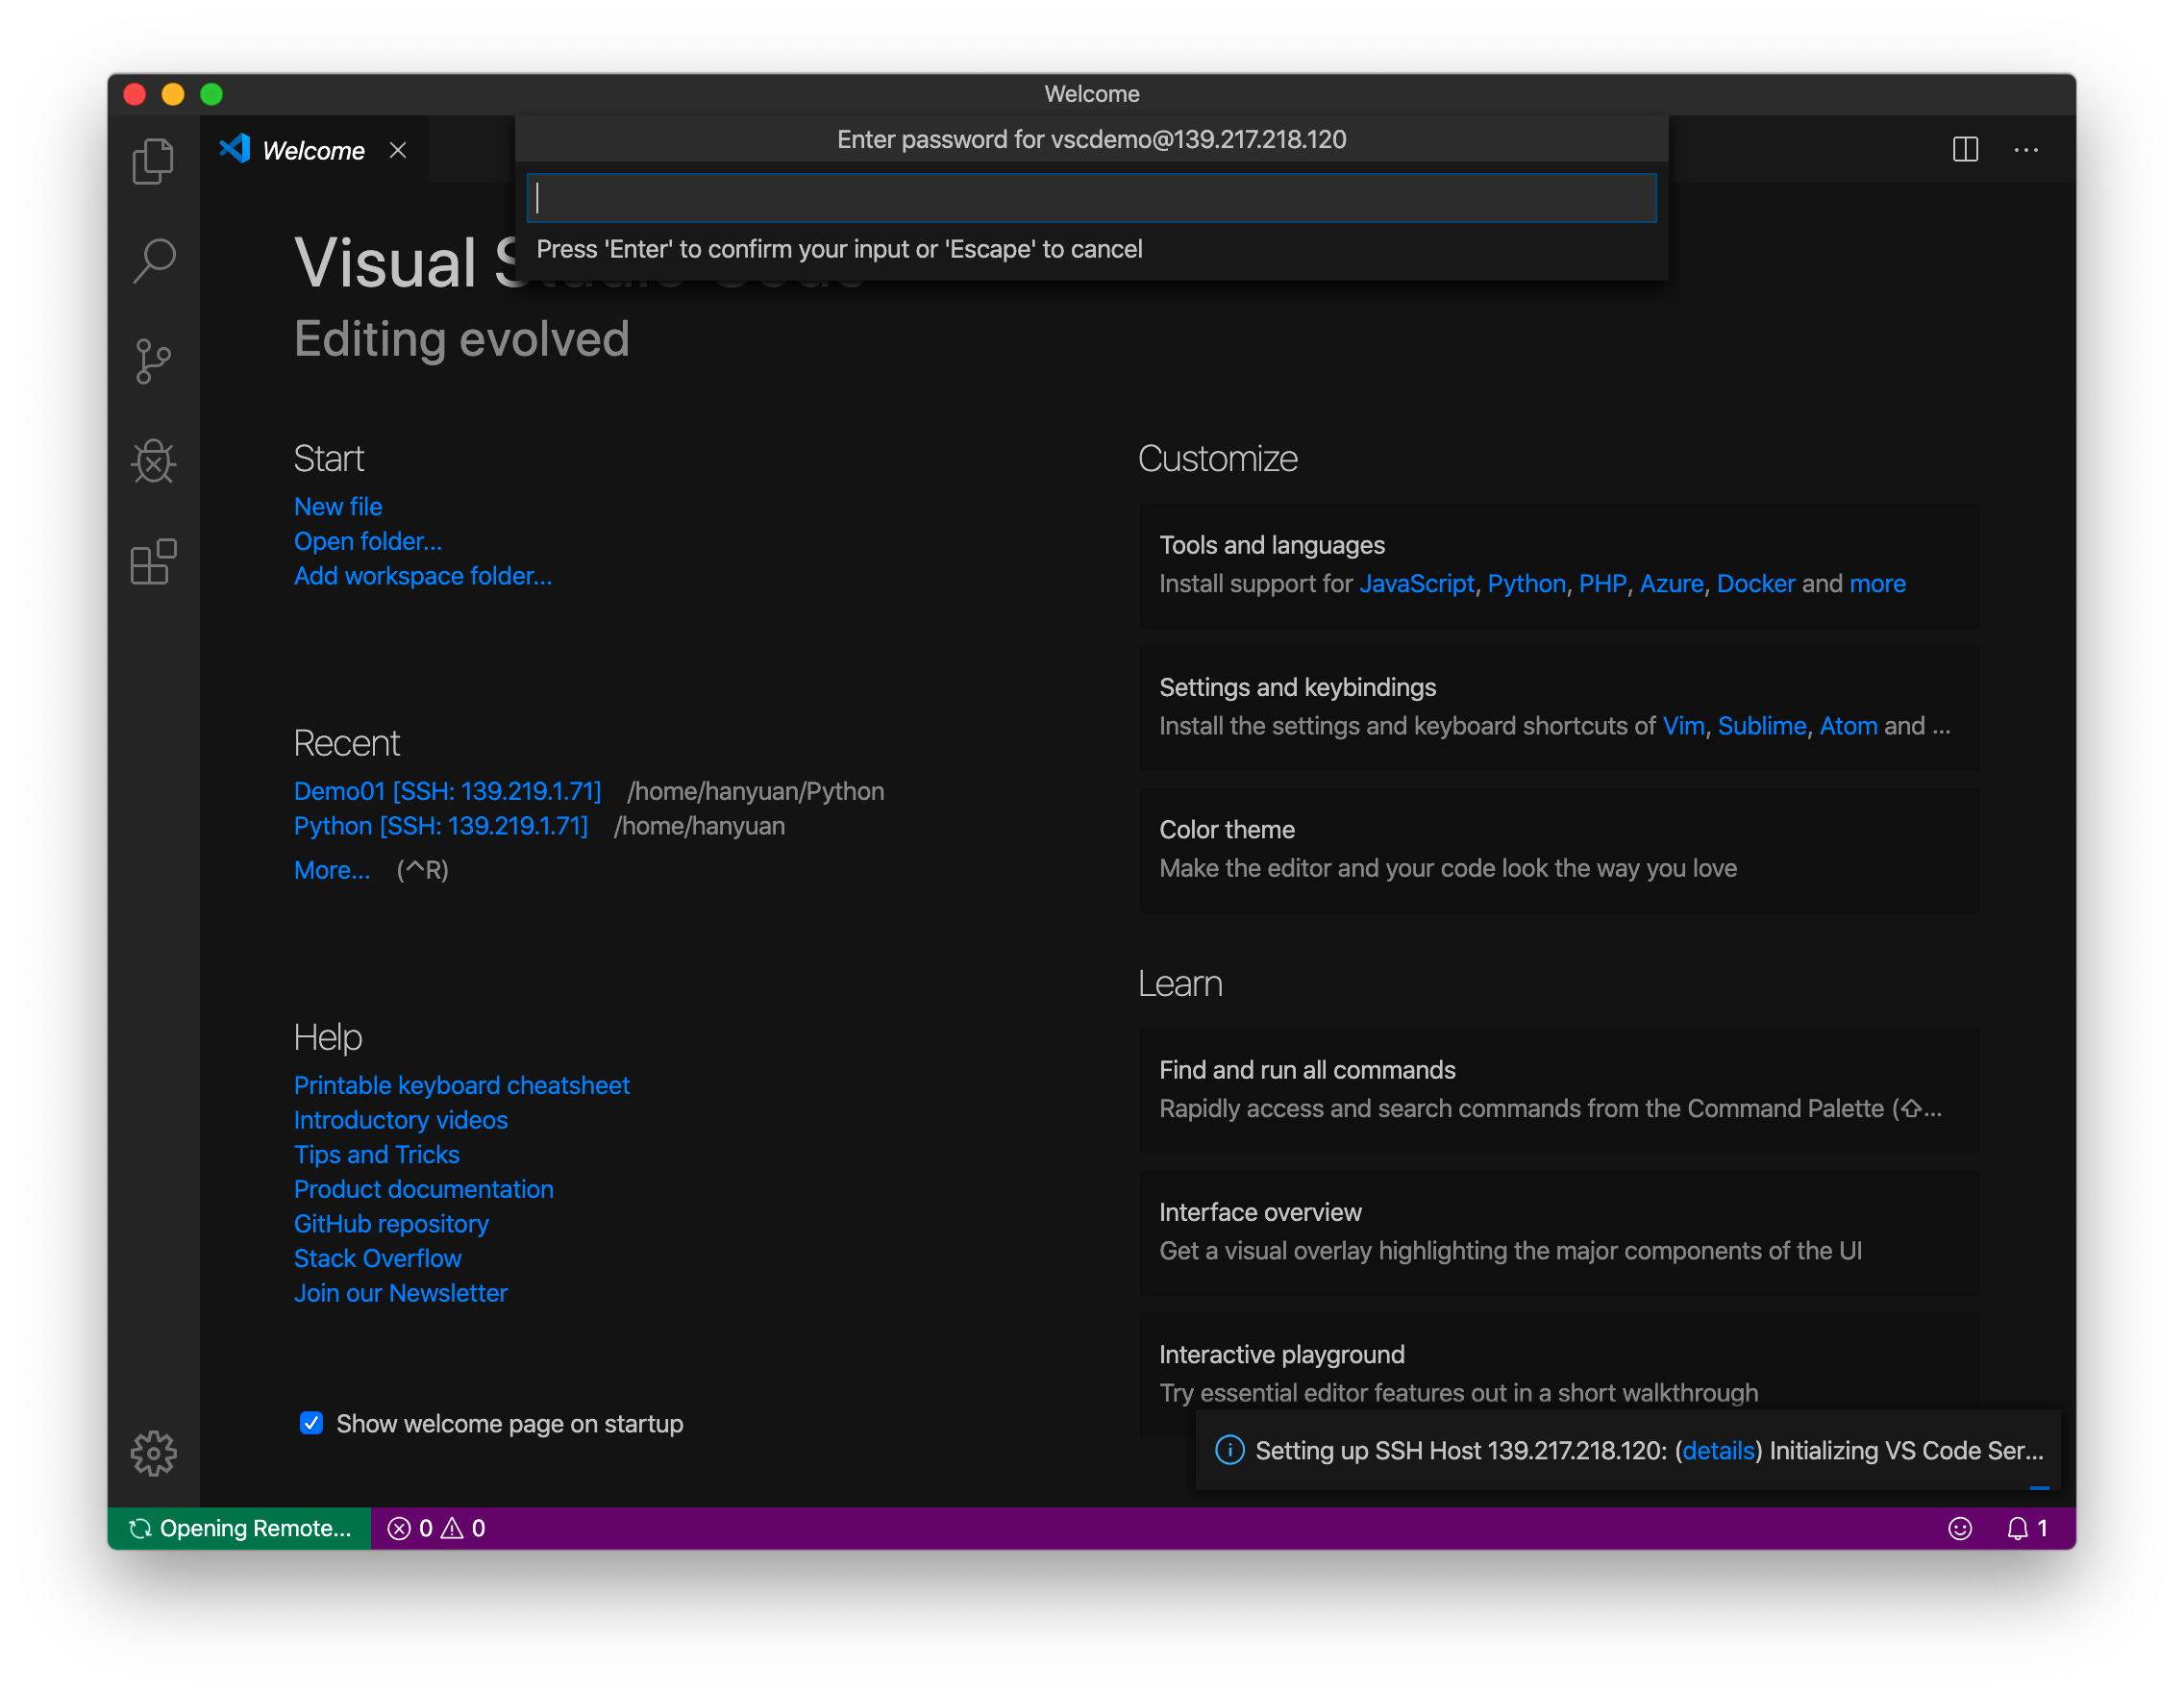 Welcome
Welcome
Enter password for vscdemo@139.217.218.120
Press 'Enter' to confirm your input or 'Escape' to cancel
Visual Studio Code
Editing evolved
Start
New file
Open folder...
Add workspace folder...
Recent
Demo01 [SSH: 139.219.1.71] /home/hanyuan/Python
Python [SSH: 139.219.1.71] /home/hanyuan
More... (^R)
Help
Printable keyboard cheatsheet
Introductory videos
Tips and Tricks
Product documentation
GitHub repository
Stack Overflow
Join our Newsletter
Show welcome page on startup
Customize
Tools and languages
Install support for JavaScript, Python, PHP, Azure, Docker and more
Settings and keybindings
Install the settings and keyboard shortcuts of Vim, Sublime, Atom and ...
Color theme
Make the editor and your code look the way you love
Learn
Find and run all commands
Rapidly access and search commands from the Command Palette (⇧...
Interface overview
Get a visual overlay highlighting the major components of the UI
Interactive playground
Try essential editor features out in a short walkthrough
Setting up SSH Host 139.217.218.120: (details) Initializing VS Code Ser...
Opening Remote... 0 0 1